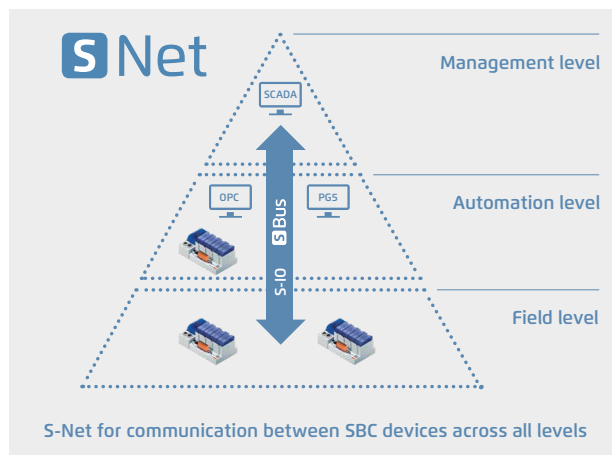 S Net
Management level
SCADA
Automation level
OPC
PG5
S-IO S Bus
Field level
S-Net for communication between SBC devices across all levels